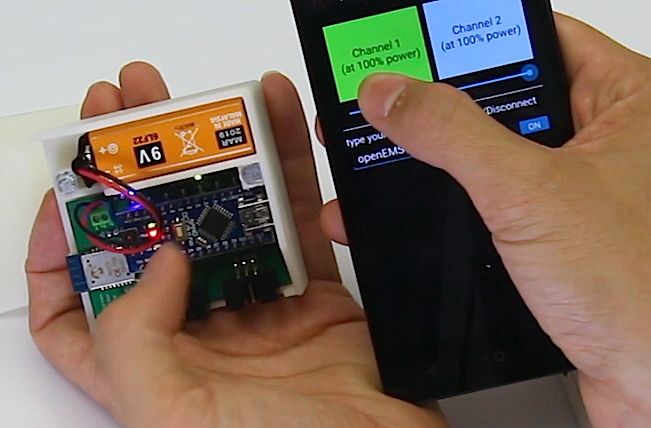 Channel 1
(at 100% power)
Channel 2
(at 100% power)
/Disconnect
type your
ON
openEMS
9V
6LF22
MAR
2019
MADE IN
MALAYSIA